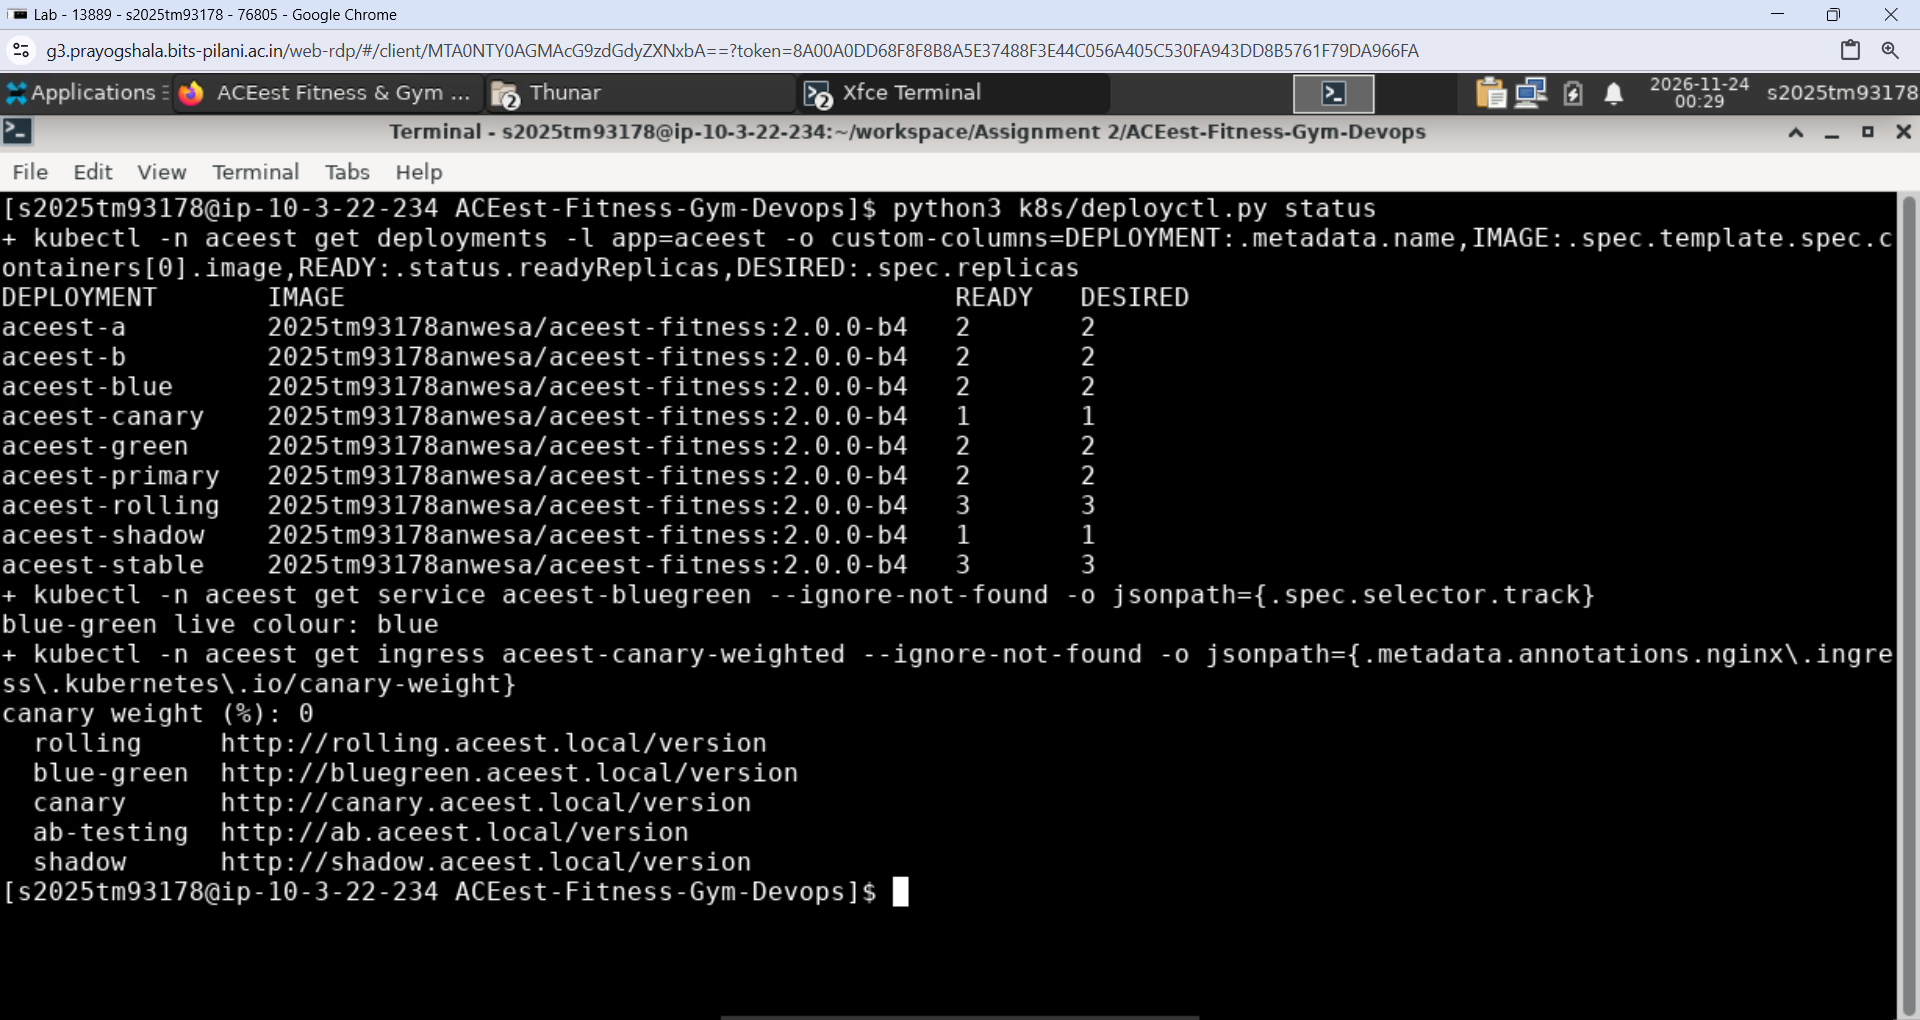 Lab - 13889 - s2025tm93178 - 76805 - Google Chrome
g3.prayogshala.bits-pilani.ac.in/web-rdp/#/client/MTA0NTY0AGMAcG9zdGdyZXNxbA==?token=8A00A0DD68F8F8B8A5E37488F3E44C056A405C530FA943DD8B5761F79DA966FA
Applications ACEest Fitness & Gym ... 2 Thunar 2 Xfce Terminal 2026-11-24 00:29 s2025tm93178
Terminal - s2025tm93178@ip-10-3-22-234:~/workspace/Assignment 2/ACEest-Fitness-Gym-Devops
File Edit View Terminal Tabs Help
[s2025tm93178@ip-10-3-22-234 ACEest-Fitness-Gym-Devops]$ python3 k8s/deployctl.py status
+ kubectl -n aceest get deployments -l app=aceest -o custom-columns=DEPLOYMENT:.metadata.name,IMAGE:.spec.template.spec.c
ontainers[0].image,READY:.status.readyReplicas,DESIRED:.spec.replicas
DEPLOYMENT IMAGE READY DESIRED
aceest-a 2025tm93178anwesa/aceest-fitness:2.0.0-b4 2 2
aceest-b 2025tm93178anwesa/aceest-fitness:2.0.0-b4 2 2
aceest-blue 2025tm93178anwesa/aceest-fitness:2.0.0-b4 2 2
aceest-canary 2025tm93178anwesa/aceest-fitness:2.0.0-b4 1 1
aceest-green 2025tm93178anwesa/aceest-fitness:2.0.0-b4 2 2
aceest-primary 2025tm93178anwesa/aceest-fitness:2.0.0-b4 2 2
aceest-rolling 2025tm93178anwesa/aceest-fitness:2.0.0-b4 3 3
aceest-shadow 2025tm93178anwesa/aceest-fitness:2.0.0-b4 1 1
aceest-stable 2025tm93178anwesa/aceest-fitness:2.0.0-b4 3 3
+ kubectl -n aceest get service aceest-bluegreen --ignore-not-found -o jsonpath={.spec.selector.track}
blue-green live colour: blue
+ kubectl -n aceest get ingress aceest-canary-weighted --ignore-not-found -o jsonpath={.metadata.annotations.nginx\.ingre
ss\.kubernetes\.io/canary-weight}
canary weight (%): 0
rolling http://rolling.aceest.local/version
blue-green http://bluegreen.aceest.local/version
canary http://canary.aceest.local/version
ab-testing http://ab.aceest.local/version
shadow http://shadow.aceest.local/version
[s2025tm93178@ip-10-3-22-234 ACEest-Fitness-Gym-Devops]$